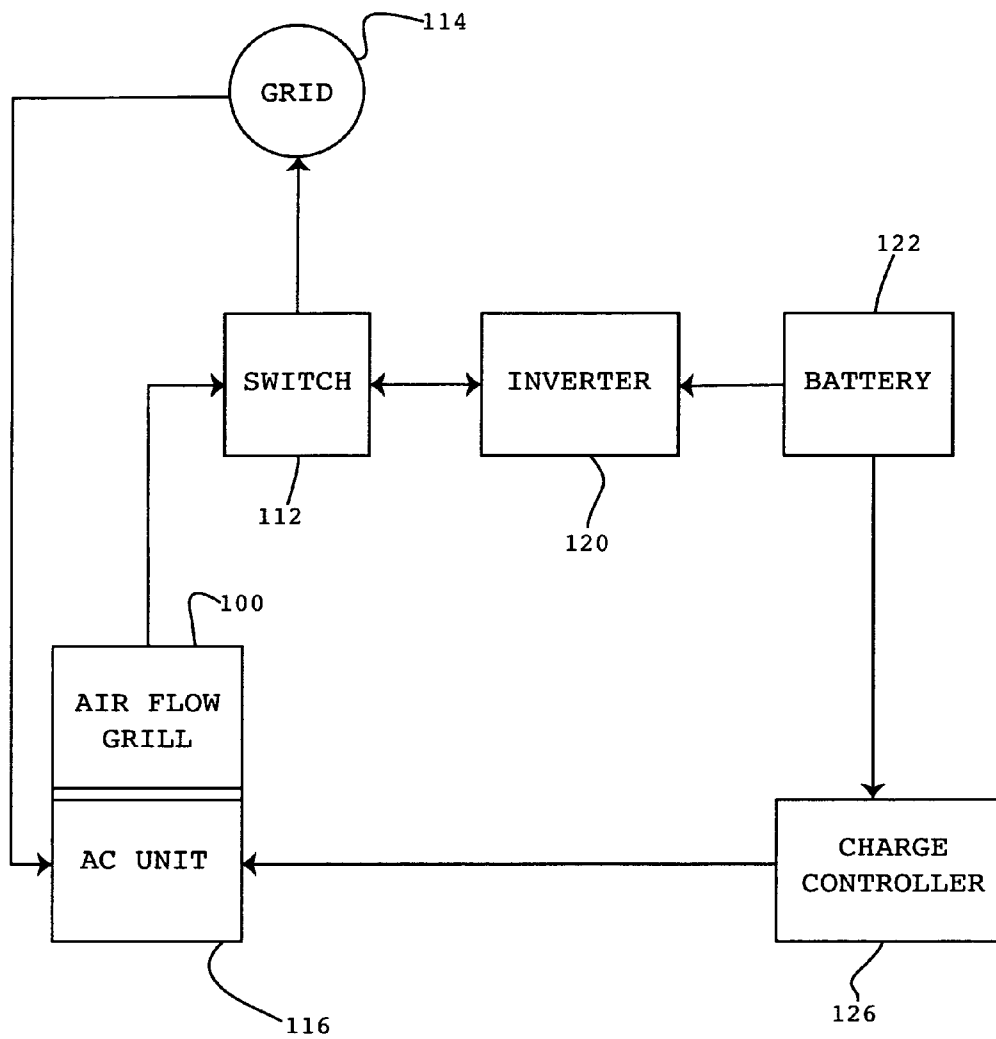 114
GRID
122
SWITCH
INVERTER
BATTERY
112
120
100
AIR FLOW
GRILL
AC UNIT
CHARGE
CONTROLLER
116
126